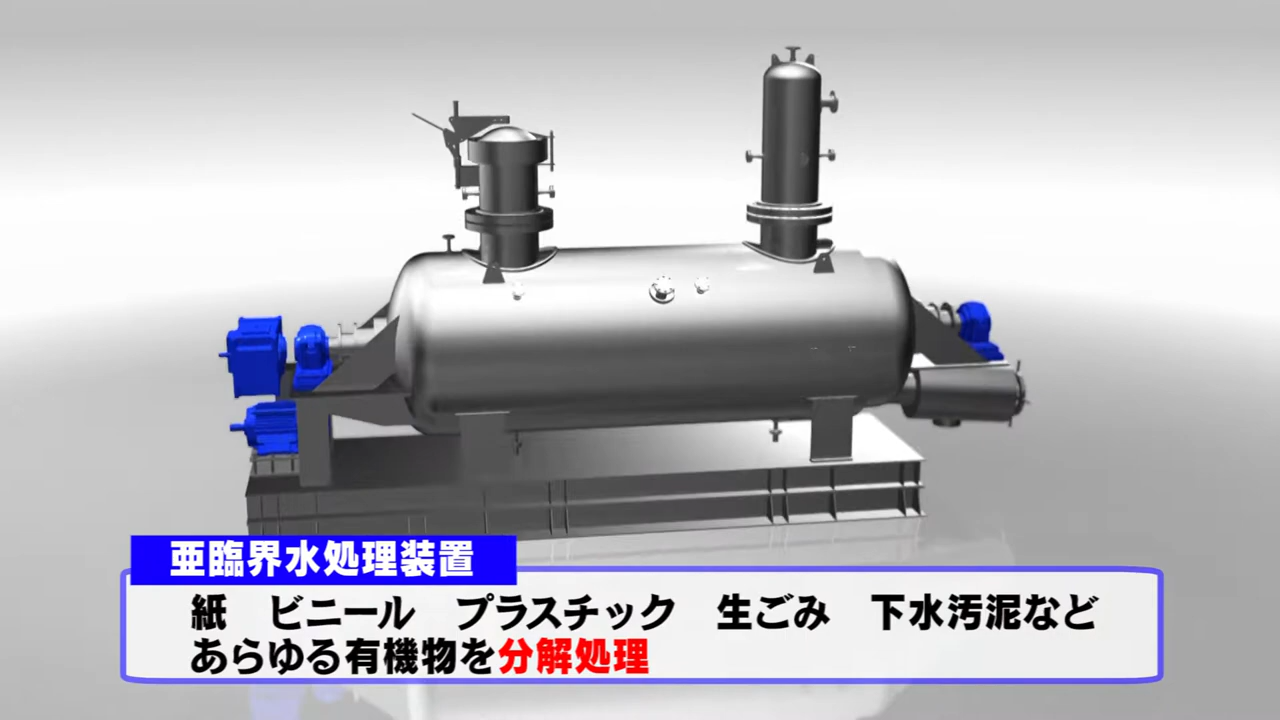 亜臨界水処理装置
紙　ビニール　プラスチック　生ごみ　下水汚泥など
あらゆる有機物を分解処理